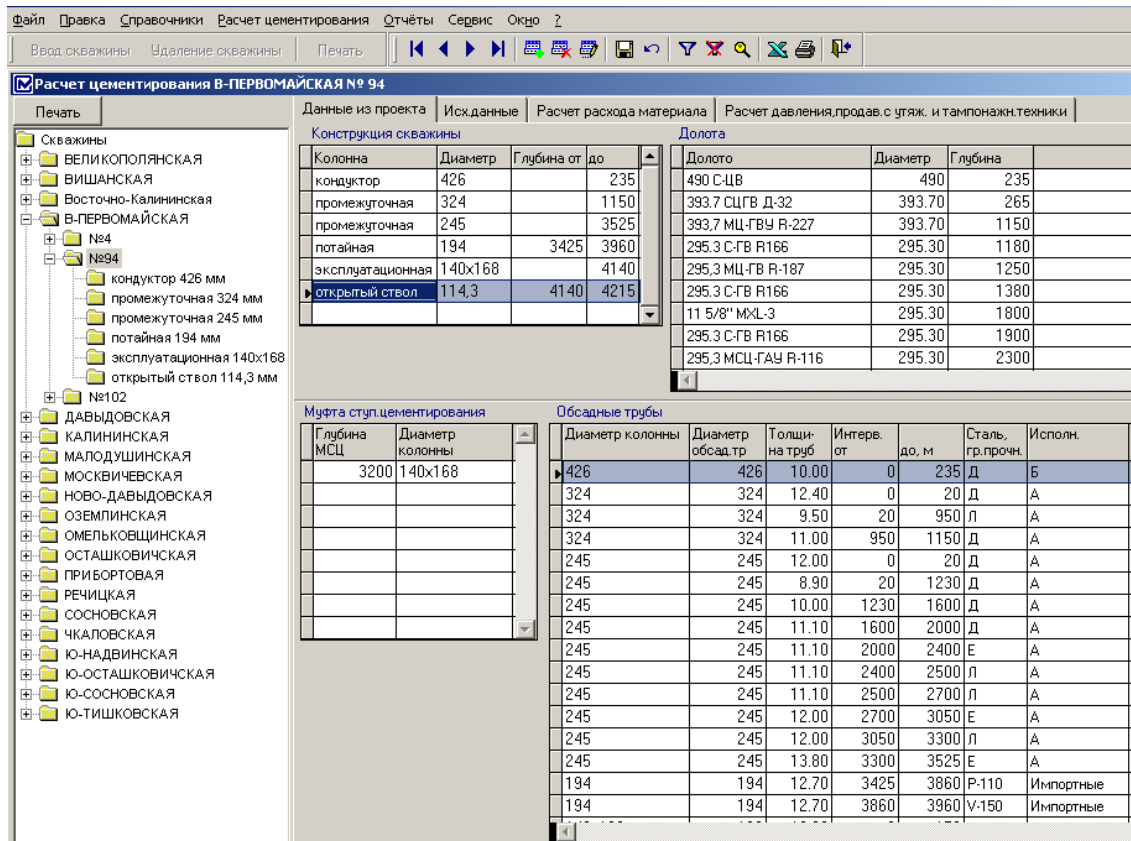 Файл Правка Справочники Расчет цементирования Отчёты Сервис Окно ?
Ввод скважины Удаление скважины Печать
Расчет цементирования В-ПЕРВОМАЙСКАЯ № 94
Печать
Скважины
ВЕЛИКОПОЛЯНСКАЯ
ВИШАНСКАЯ
Восточно-Калининская
В-ПЕРВОМАЙСКАЯ
№4
№94
кондуктор 426 мм
промежуточная 324 мм
промежуточная 245 мм
потайная 194 мм
эксплуатационная 140х168
открытый ствол 114,3 мм
№102
ДАВЫДОВСКАЯ
КАЛИНИНСКАЯ
МАЛОДУШИНСКАЯ
МОСКВИЧЕВСКАЯ
НОВО-ДАВЫДОВСКАЯ
ОЗЕМЛИНСКАЯ
ОМЕЛЬКОВЩИНСКАЯ
ОСТАШКОВИЧСКАЯ
ПРИБОРТОВАЯ
РЕЧИЦКАЯ
СОСНОВСКАЯ
ЧКАЛОВСКАЯ
Ю-НАДВИНСКАЯ
Ю-ОСТАШКОВИЧСКАЯ
Ю-СОСНОВСКАЯ
Ю-ТИШКОВСКАЯ
Данные из проекта Исх.данные Расчет расхода материала Расчет давления,продав.с утяж. и тампонажн.техники
Конструкция скважины
Колонна Диаметр Глубина от до
кондуктор 426 235
промежуточная 324 1150
промежуточная 245 3525
потайная 194 3425 3960
эксплуатационная 140х168 4140
открытый ствол 114,3 4140 4215
Долота
Долото Диаметр Глубина
490 С-ЦВ 490 235
393.7 СЦГВ Д-32 393.70 265
393,7 МЦ-ГВУ R-227 393.70 1150
295.3 С-ГВ R166 295.30 1180
295,3 МЦ-ГВ R-187 295.30 1250
295.3 С-ГВ R166 295.30 1380
11 5/8" MXL-3 295.30 1800
295.3 С-ГВ R166 295.30 1900
295,3 МСЦ-ГАУ R-116 295.30 2300
Муфта ступ.цементирования
Глубина МСЦ Диаметр колонны
3200 140х168
Обсадные трубы
Диаметр колонны Диаметр обсад.тр Толщи-на труб Интерв. от до, м Сталь, гр.прочн. Исполн.
426 426 10.00 0 235 Д Б
324 324 12.40 0 20 Д А
324 324 9.50 20 950 Л А
324 324 11.00 950 1150 Д А
245 245 12.00 0 20 Д А
245 245 8.90 20 1230 Д А
245 245 10.00 1230 1600 Д А
245 245 11.10 1600 2000 Д А
245 245 11.10 2000 2400 Е А
245 245 11.10 2400 2500 Л А
245 245 11.10 2500 2700 Л А
245 245 12.00 2700 3050 Е А
245 245 12.00 3050 3300 Л А
245 245 13.80 3300 3525 Е А
194 194 12.70 3425 3860 P-110 Импортные
194 194 12.70 3860 3960 V-150 Импортные